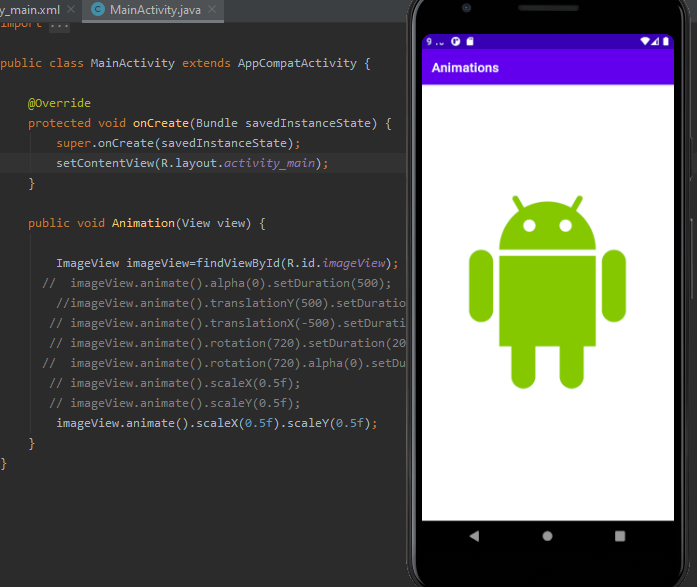 y_main.xml
MainActivity.java
import ...
public class MainActivity extends AppCompatActivity {
@Override
protected void onCreate(Bundle savedInstanceState) {
super.onCreate(savedInstanceState);
setContentView(R.layout.activity_main);
}
public void Animation(View view) {
ImageView imageView=findViewById(R.id.imageView);
// imageView.animate().alpha(0).setDuration(500);
//imageView.animate().translationY(500).setDuratio
// imageView.animate().translationX(-500).setDurati
// imageView.animate().rotation(720).setDuration(20
// imageView.animate().rotation(720).alpha(0).setDu
// imageView.animate().scaleX(0.5f);
// imageView.animate().scaleY(0.5f);
imageView.animate().scaleX(0.5f).scaleY(0.5f);
}
}
9
Animations